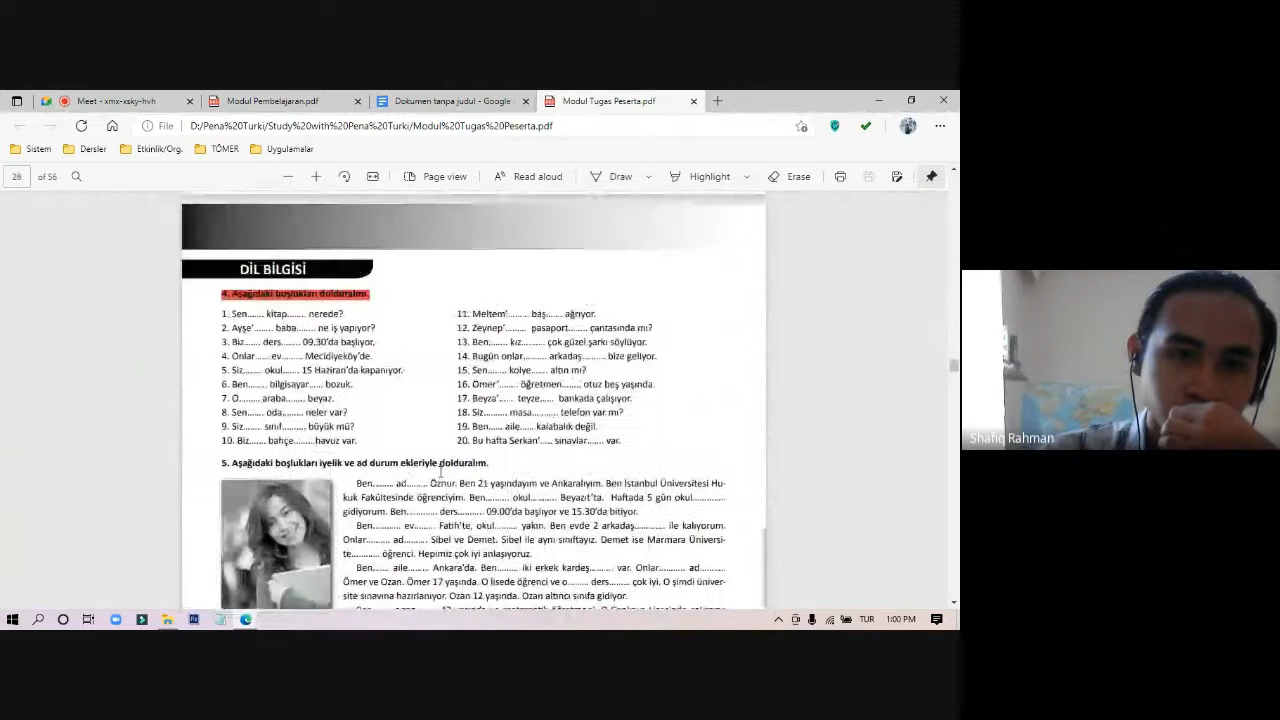 Meet - xmx-xsky-hvh
Modul Pembelajaran.pdf
Dokumen tanpa judul - Google
Modul Tugas Peserta.pdf
File
D:/Pena%20Turki/Study%20with%20Pena%20Turki/Modul%20Tugas%20Peserta.pdf
Sistem
Dersler
Etkinlik/Org.
TÖMER
Uygulamalar
26 of 56
Page view
Read aloud
Draw
Highlight
Erase
DİL BİLGİSİ
4. Aşağıdaki boşlukları dolduralım.
1. Sen....... kitap........ nerede?
2. Ayşe'....... baba....... ne iş yapıyor?
3. Biz....... ders....... 09.30'da başlıyor.
4. Onlar..... ev......... Mecidiyeköy'de.
5. Siz....... okul...... 15 Haziran'da kapanıyor.
6. Ben....... bilgisayar..... bozuk.
7. O......... araba....... beyaz.
8. Sen...... oda.......... neler var?
9. Siz....... sınıf.......... büyük mü?
10. Biz...... bahçe.........havuz var.
11. Meltem'......... baş...... ağrıyor.
12. Zeynep'......... pasaport........ çantasında mı?
13. Ben....... kız......... çok güzel şarkı söylüyor.
14. Bugün onlar.......... arkadaş.......... bize geliyor.
15. Sen....... kolye....... altın mı?
16. Ömer'....... öğretmen........ otuz beş yaşında.
17. Beyza'....... teyze...... bankada çalışıyor.
18. Siz....... masa........... telefon var mı?
19. Ben...... aile...... kalabalık değil.
20. Bu hafta Serkan'..... sınavlar...... var.
5. Aşağıdaki boşlukları iyelik ve ad durum ekleriyle dolduralım.
Ben......... ad......... Öznur. Ben 21 yaşındayım ve Ankaralıyım. Ben İstanbul Üniversitesi Hu-
kuk Fakültesinde öğrenciyim. Ben......... okul......... Beyazıt'ta. Haftada 5 gün okul............
gidiyorum. Ben............. ders........... 09.00'da başlıyor ve 15.30'da bitiyor.
Ben........... ev........... Fatih'te, okul......... yakın. Ben evde 2 arkadaş............. ile kalıyorum.
Onlar.......... ad......... Sibel ve Demet. Sibel ile aynı sınıftayız. Demet ise Marmara Üniversi-
te............ öğrenci. Hepimiz çok iyi anlaşıyoruz.
Ben.......... aile......... Ankara'da. Ben....... iki erkek kardeş.......... var. Onlar........... ad..........
Ömer ve Ozan. Ömer 17 yaşında. O lisede öğrenci ve o......... ders........... çok iyi. O şimdi üniver-
site sınavına hazırlanıyor. Ozan 12 yaşında. Ozan altıncı sınıfa gidiyor.
Shafiq Rahman
TUR
1:00 PM